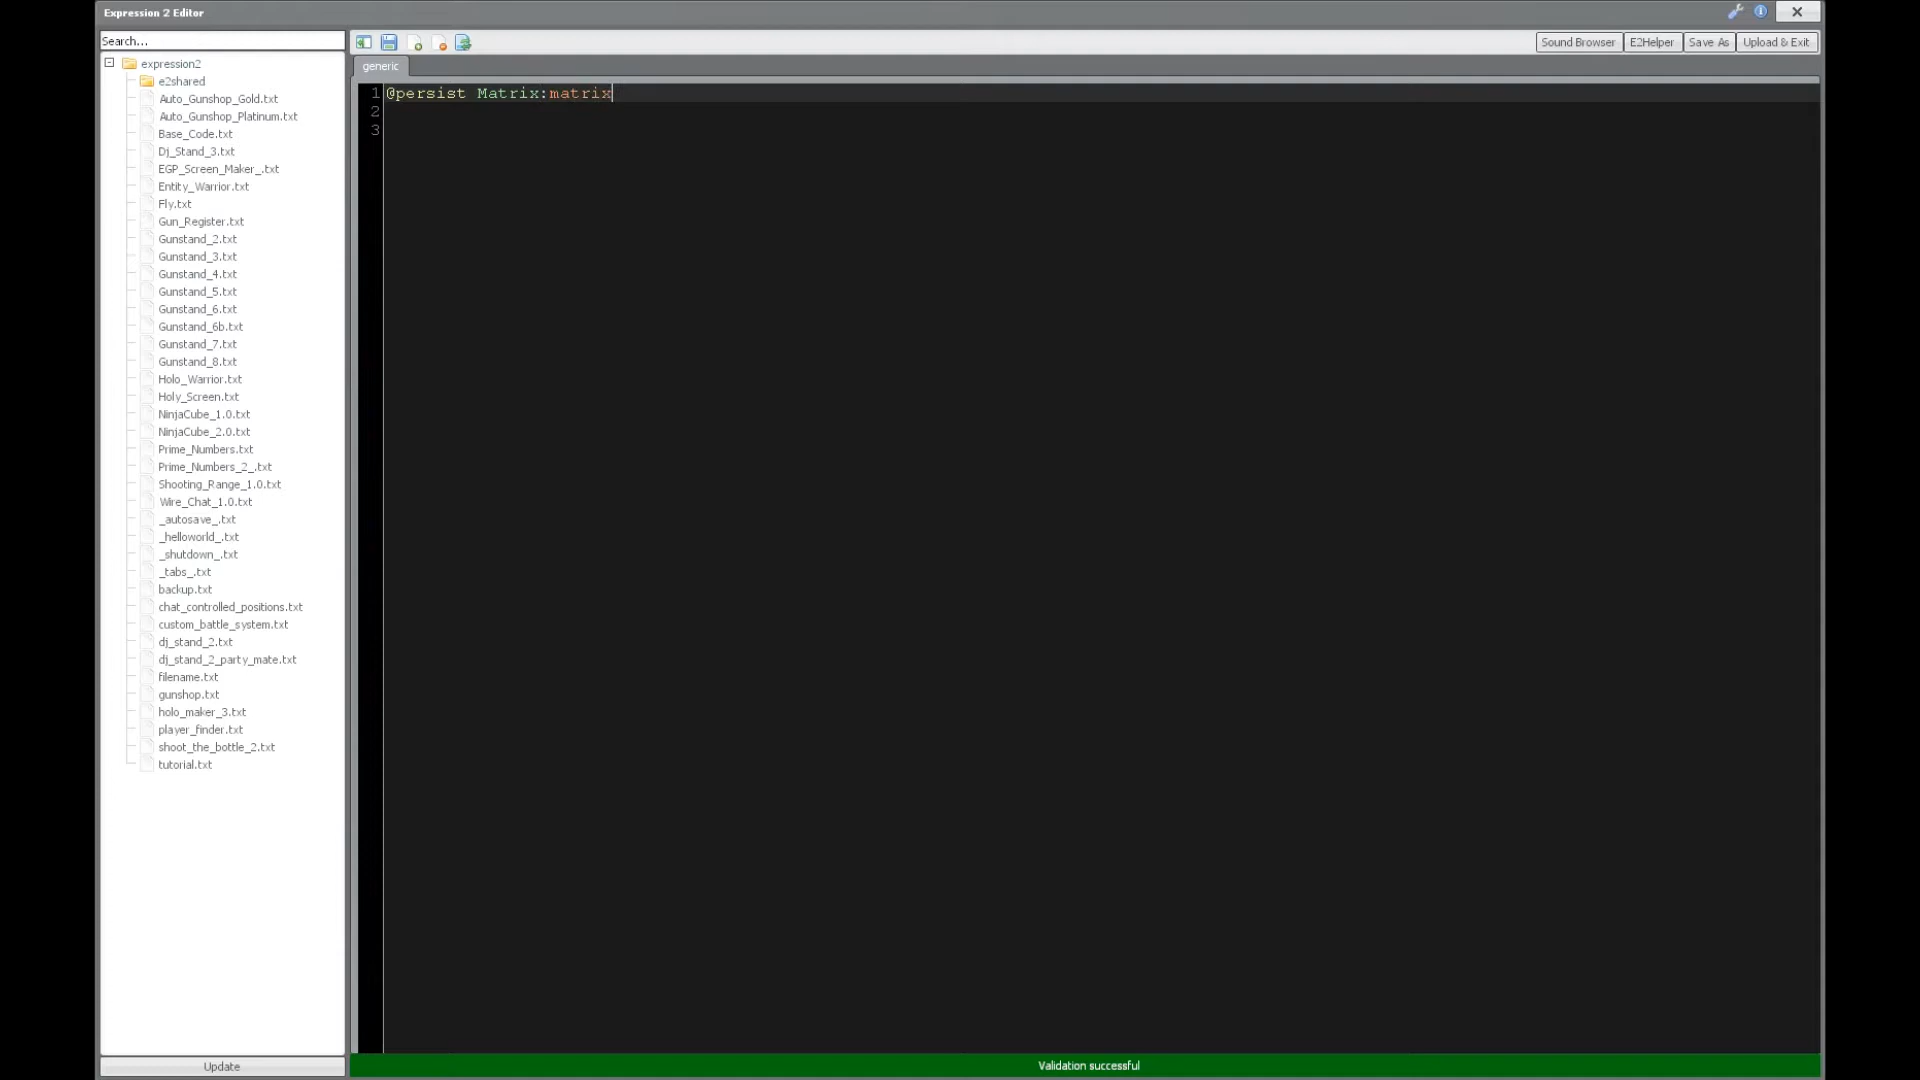 Expression 2 Editor
Search...
Sound Browser E2Helper Save As Upload & Exit
expression2
e2shared
Auto_Gunshop_Gold.txt
Auto_Gunshop_Platinum.txt
Base_Code.txt
Dj_Stand_3.txt
EGP_Screen_Maker_.txt
Entity_Warrior.txt
Fly.txt
Gun_Register.txt
Gunstand_2.txt
Gunstand_3.txt
Gunstand_4.txt
Gunstand_5.txt
Gunstand_6.txt
Gunstand_6b.txt
Gunstand_7.txt
Gunstand_8.txt
Holo_Warrior.txt
Holy_Screen.txt
NinjaCube_1.0.txt
NinjaCube_2.0.txt
Prime_Numbers.txt
Prime_Numbers_2_.txt
Shooting_Range_1.0.txt
Wire_Chat_1.0.txt
_autosave_.txt
_helloworld_.txt
_shutdown_.txt
_tabs_.txt
backup.txt
chat_controlled_positions.txt
custom_battle_system.txt
dj_stand_2.txt
dj_stand_2_party_mate.txt
filename.txt
gunshop.txt
holo_maker_3.txt
player_finder.txt
shoot_the_bottle_2.txt
tutorial.txt
Update
generic
1 @persist Matrix:matrix
2
3
Validation successful